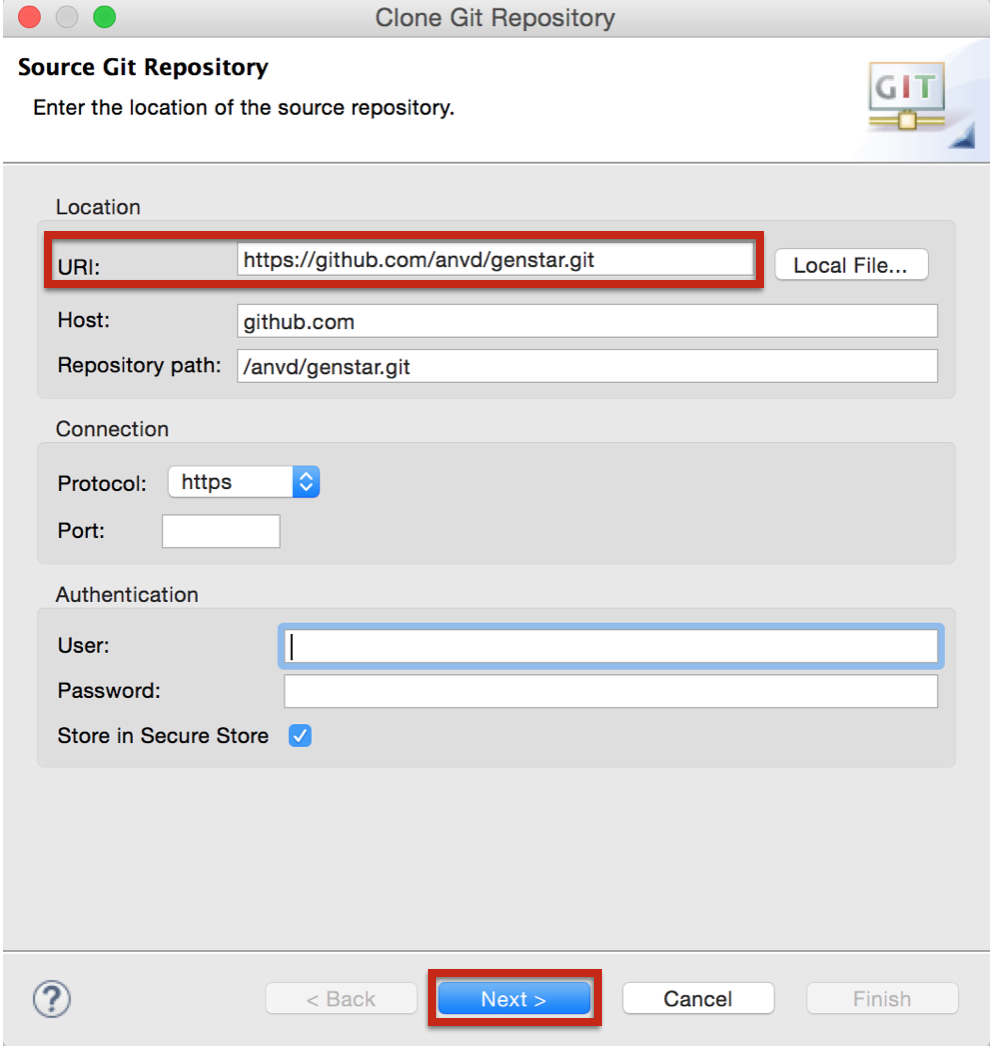 Clone Git Repository
Source Git Repository
Enter the location of the source repository.
GIT
Location
URI: https://github.com/anvd/genstar.git Local File...
Host: github.com
Repository path: /anvd/genstar.git
Connection
Protocol: https
Port:
Authentication
User:
Password:
Store in Secure Store
? < Back Next > Cancel Finish